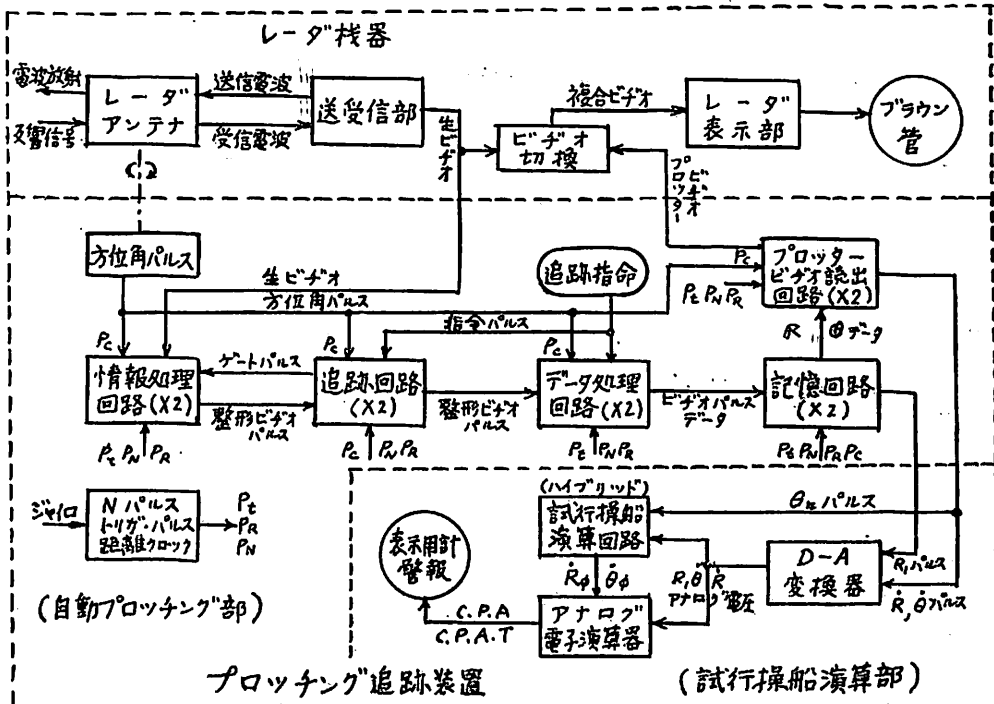 レーダ桟器
電波放射
反響信号
レーダ
アンテナ
送信電波
受信電波
送受信部
生ビデオ
複合ビデオ
ビデオ
切換
レーダ
表示部
ブラウン
管
プロッター
ビデオ
方位角パルス
生ビデオ
方位角パルス
追跡指命
指令パルス
Pc
プロッター
ビデオ読出
回路(X2)
Pt PN PR
R ⊕データ
Pc
情報処理
回路(X2)
ゲートパルス
整形ビデオ
パルス
Pt PN PR
Pc
追跡回路
(X2)
整形ビデオ
パルス
Pc PN PR
Pc
データ処理
回路(X2)
Pt PN PR
ビデオパルス
データ
記憶回路
(X2)
Pt PN PR Pc
ジャイロ
Nパルス
トリガ・パルス
距離クロック
Pt
PR
PN
(自動プロッチング部)
(ハイブリッド)
試行操船
演算回路
表示用計
警報
Ṙφ θ̇φ
アナログ
電子演算器
C.P.A
C.P.A.T
R,θ̇ Ṙ
アナログ電圧
D-A
変換器
R,パルス
Ṙ,θ̇パルス
プロッチング追跡装置
(試行操船演算部)